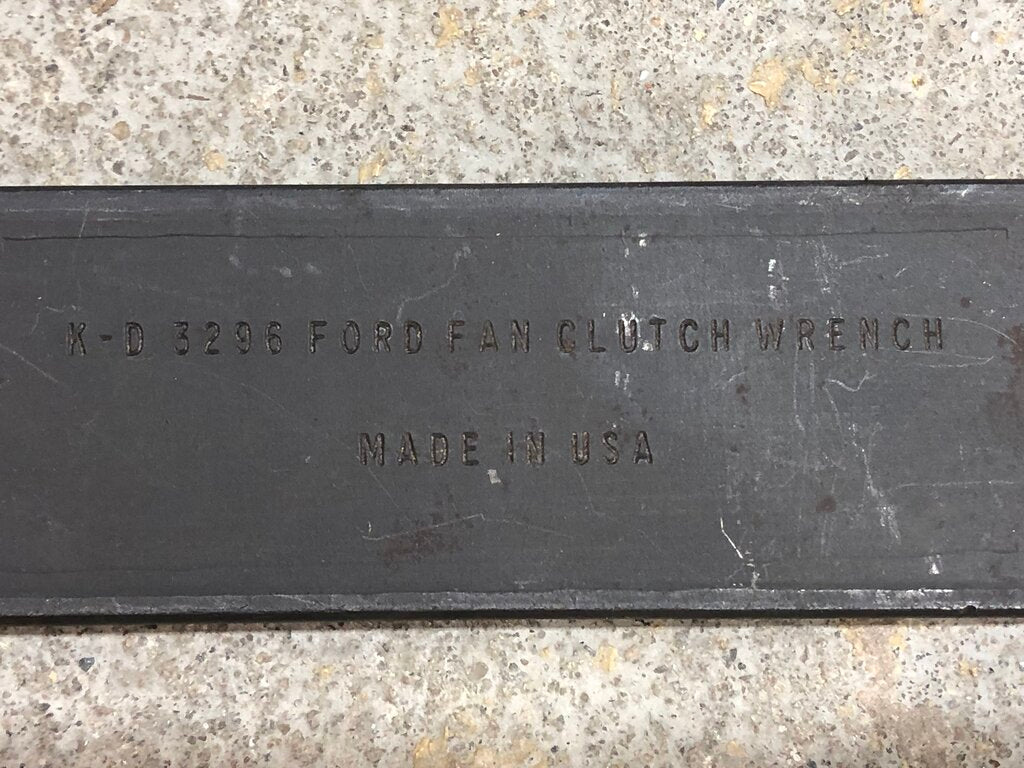 K-D 3296 FORD FAN CLUTCH WRENCH
MADE IN USA